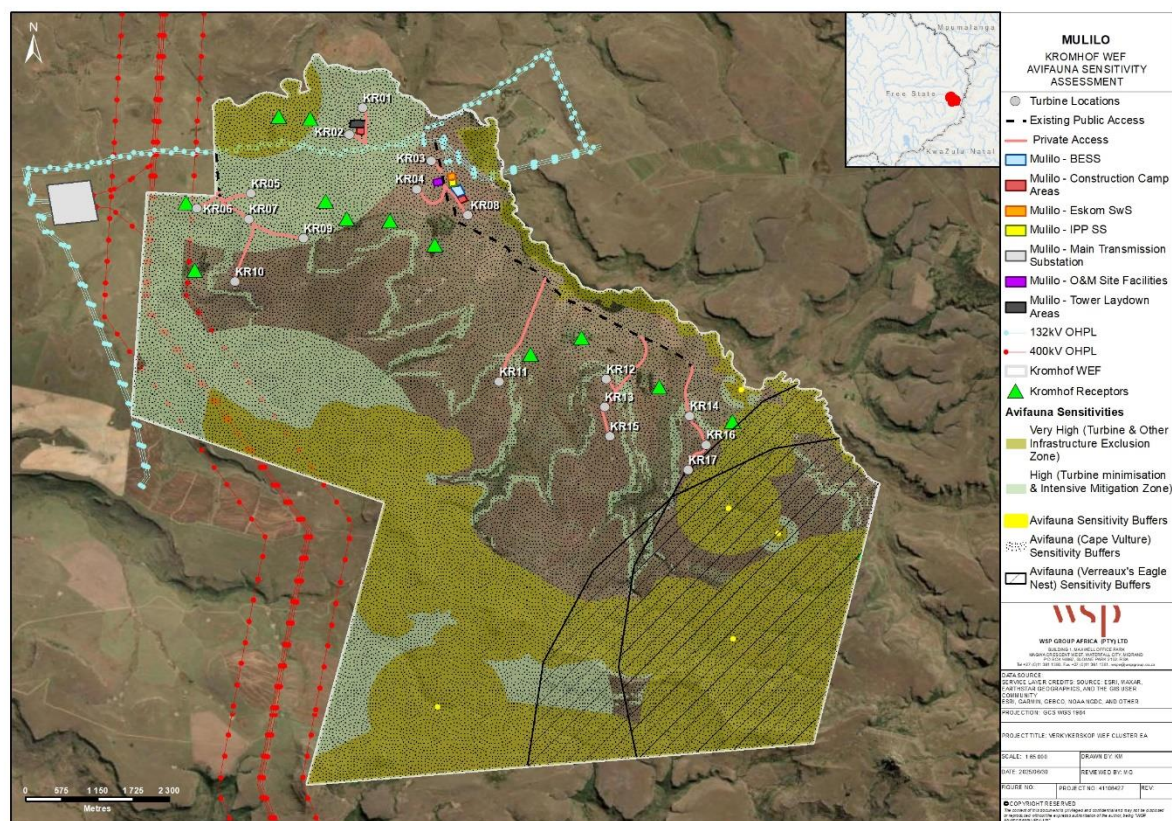 N
KR01
KR02
KR03
KR04
KR05
KR06
KR07
KR08
KR09
KR10
KR11
KR12
KR13
KR14
KR15
KR16
KR17
0 575 1 150 1 725 2 300
Metres
Mpumalanga
Free State
KwaZulu Natal
MULILO
KROMHOF WEF
AVIFAUNA SENSITIVITY
ASSESSMENT
Turbine Locations
Existing Public Access
Private Access
Mulilo - BESS
Mulilo - Construction Camp
Areas
Mulilo - Eskom SwS
Mulilo - IPP SS
Mulilo - Main Transmission
Substation
Mulilo - O&M Site Facilities
Mulilo - Tower Laydown
Areas
132kV OHPL
400kV OHPL
Kromhof WEF
Kromhof Receptors
Avifauna Sensitivities
Very High (Turbine & Other
Infrastructure Exclusion
Zone)
High (Turbine minimisation
& Intensive Mitigation Zone)
Avifauna Sensitivity Buffers
Avifauna (Cape Vulture)
Sensitivity Buffers
Avifauna (Verreaux's Eagle
Nest) Sensitivity Buffers
wsp
WSP GROUP AFRICA (PTY) LTD
DATA SOURCE:
SERVICE LAYER CREDITS: SOURCE: ESRI, MAXAR,
EARTHSTAR GEOGRAPHICS, AND THE GIS USER
COMMUNITY
ESRI, GARMIN, GEBCO, NOAA NGDC, AND OTHER
PROJECTION: GCS WGS 1984
PROJECT TITLE: VERKYKERSKOP WEF CLUSTER EA
SCALE: 1:65 000
DRAWN BY: KM
REVIEWED BY: MG
FIGURE NO:
PROJECT NO: 41106427
REV:
COPYRIGHT RESERVED